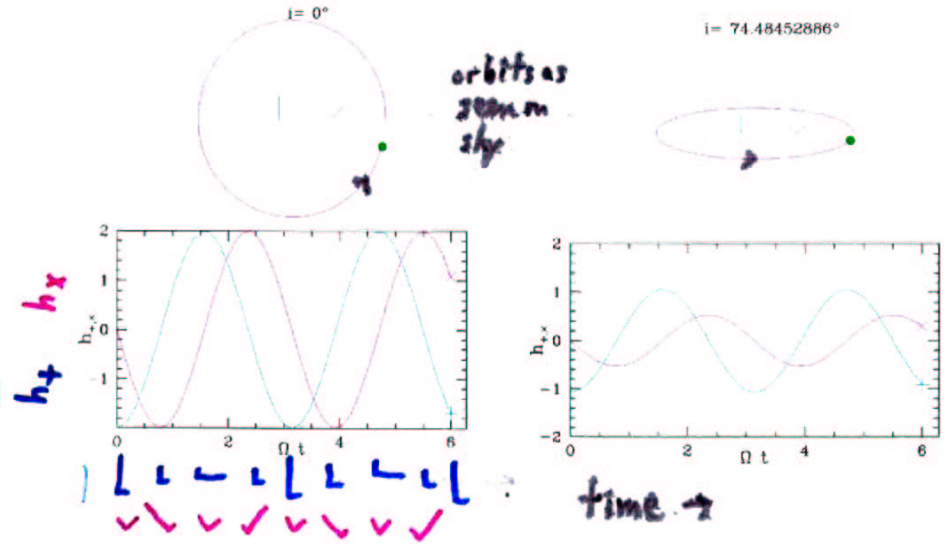 i= 0°
i= 74.48452886°
orbits as
seen on
sky
h+ hx
h+,×
2
1
0
-1
0 2 4 6
Ω t
h+,×
2
1
0
-1
-2
0 2 4 6
Ω t
time →